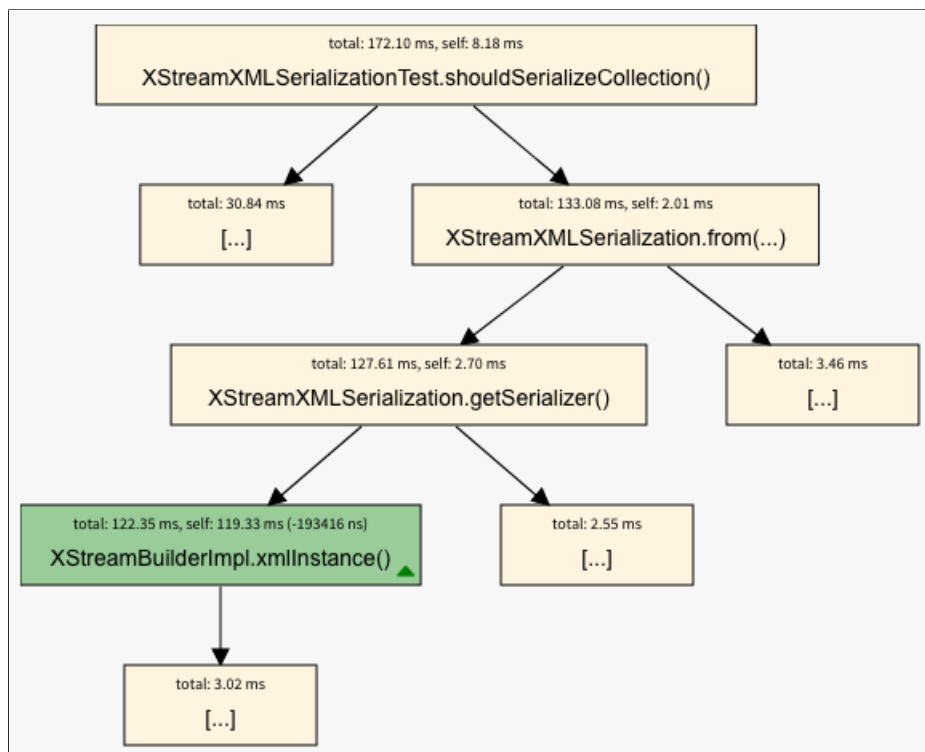 total: 172.10 ms, self: 8.18 ms
XStreamXMLSerializationTest.shouldSerializeCollection()
total: 30.84 ms
[...]
total: 133.08 ms, self: 2.01 ms
XStreamXMLSerialization.from(...)
total: 127.61 ms, self: 2.70 ms
XStreamXMLSerialization.getSerializer()
total: 3.46 ms
[...]
total: 122.35 ms, self: 119.33 ms (-193416 ns)
XStreamBuilderImpl.xmlInstance()
total: 2.55 ms
[...]
total: 3.02 ms
[...]